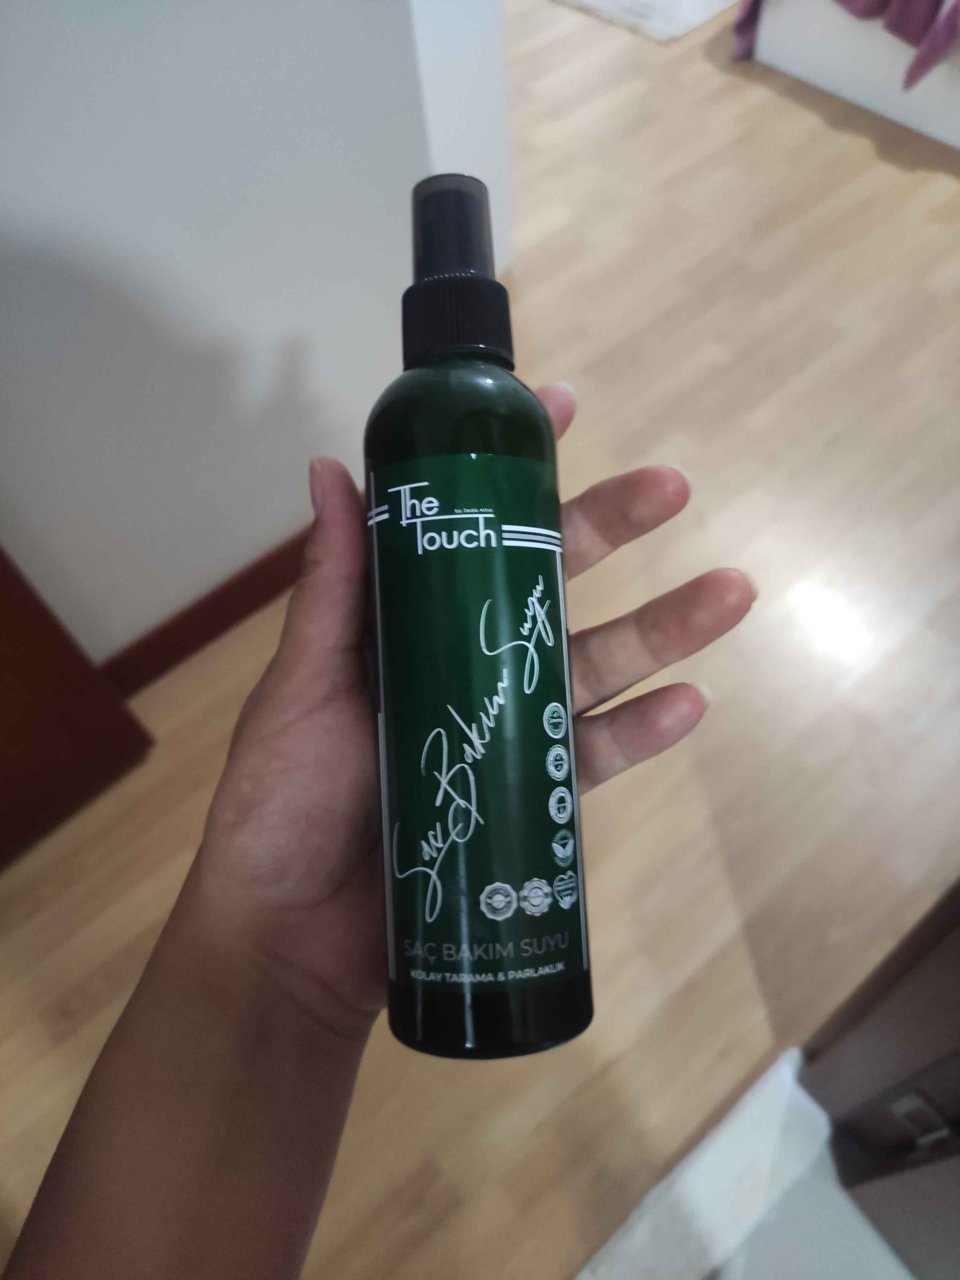 The
Touch
Saç Bakım Suyu
SAÇ BAKIM SUYU
KOLAY TARAMA & PARLAKLIK